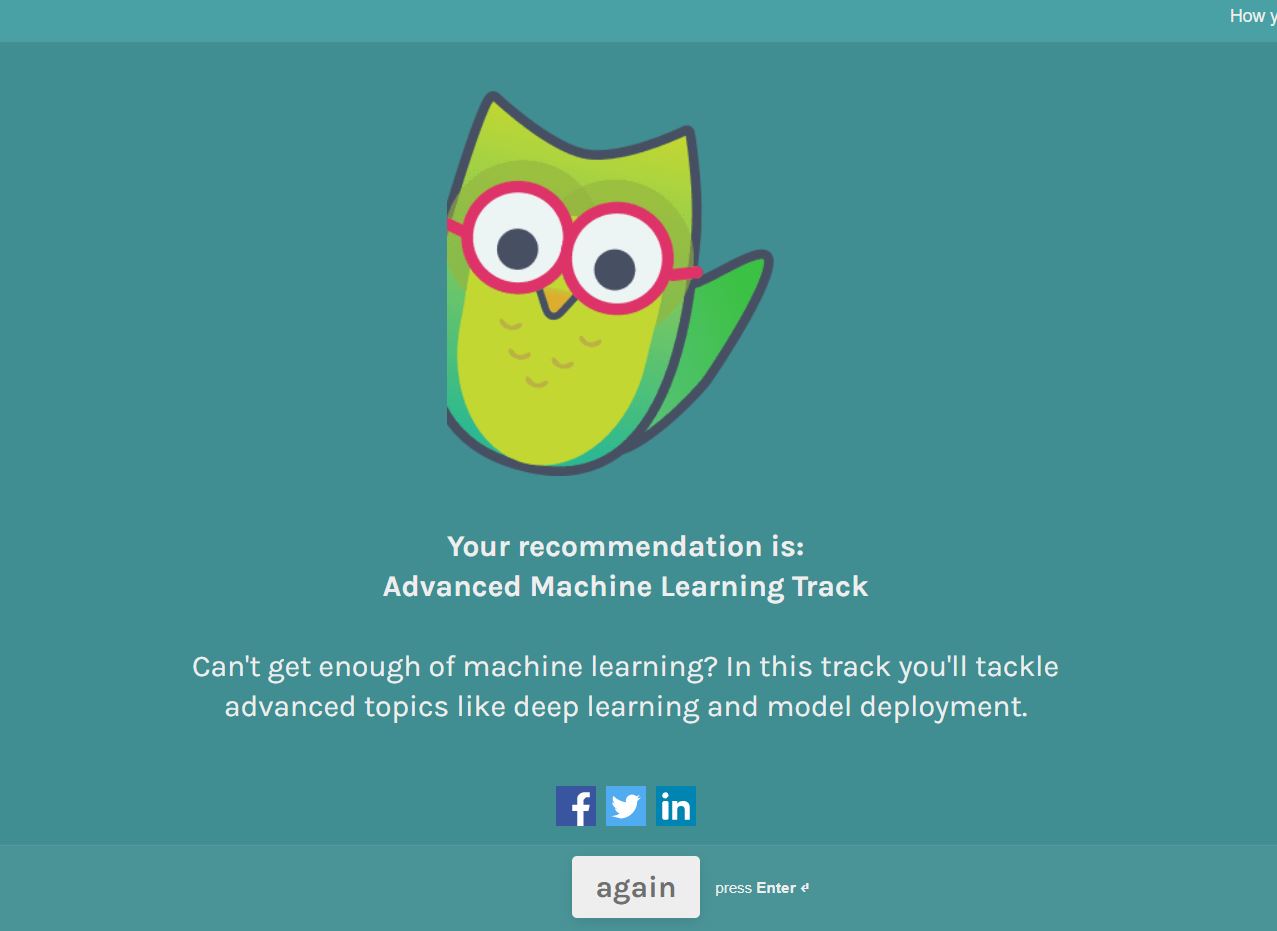 How
Your recommendation is:
Advanced Machine Learning Track
Can't get enough of machine learning? In this track you'll tackle
advanced topics like deep learning and model deployment.
f in
again press Enter ↵